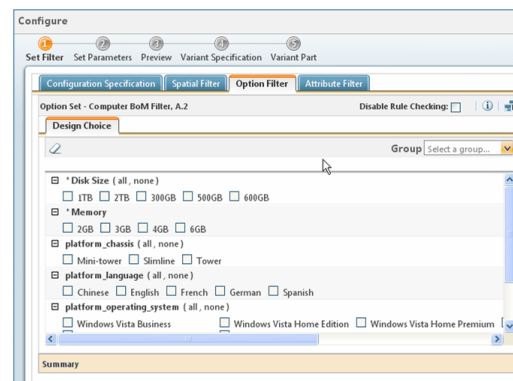 Configure
1 2 3 4 5
Set Filter Set Parameters Preview Variant Specification Variant Part
Configuration Specification Spatial Filter Option Filter Attribute Filter
Option Set - Computer BoM Filter, A.2 Disable Rule Checking:
Design Choice
Group Select a group...
* Disk Size ( all , none )
1TB 2TB 300GB 500GB 600GB
* Memory
2GB 3GB 4GB 6GB
platform_chassis ( all , none )
Mini-tower Slimline Tower
platform_language ( all , none )
Chinese English French German Spanish
platform_operating_system ( all , none )
Windows Vista Business Windows Vista Home Edition Windows Vista Home Premium
Summary